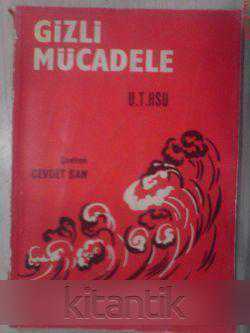 GİZLİ
MÜCADELE
U.T.HSU
Çeviren
CEVDET SAN
kitantik